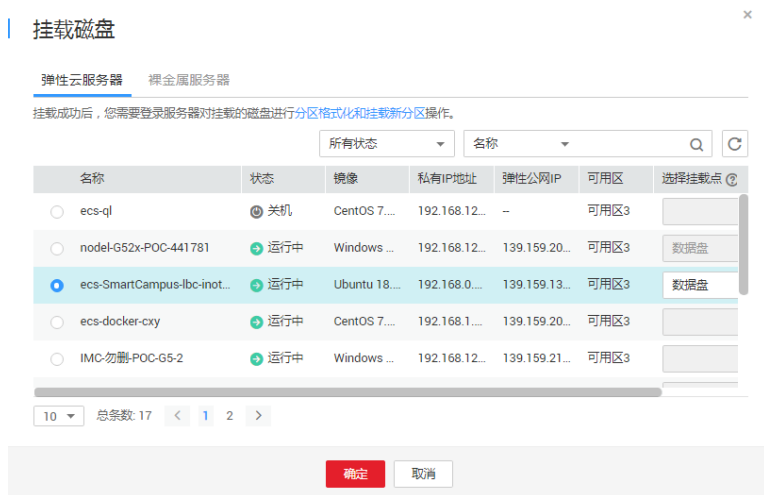 挂载磁盘
弹性云服务器 裸金属服务器
挂载成功后，您需要登录服务器对挂载的磁盘进行分区格式化和挂载新分区操作。
所有状态 名称
名称 状态 镜像 私有IP地址 弹性公网IP 可用区 选择挂载点
ecs-ql 关机 CentOS 7.... 192.168.12... -- 可用区3
nodel-G52x-POC-441781 运行中 Windows ... 192.168.12... 139.159.20... 可用区3 数据盘
ecs-SmartCampus-lbc-inot... 运行中 Ubuntu 18.... 192.168.0.... 139.159.13... 可用区3 数据盘
ecs-docker-cxy 运行中 CentOS 7.... 192.168.1.... 139.159.20... 可用区3
IMC-勿删-POC-G5-2 运行中 Windows ... 192.168.12... 139.159.21... 可用区3
10 总条数: 17 < 1 2 >
确定 取消